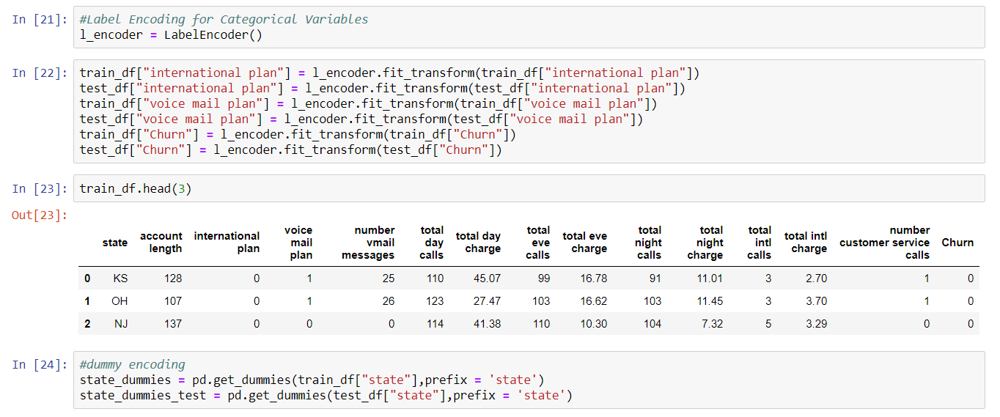 In [21]: #Label Encoding for Categorical Variables
l_encoder = LabelEncoder()
In [22]: train_df["international plan"] = l_encoder.fit_transform(train_df["international plan"])
test_df["international plan"] = l_encoder.fit_transform(test_df["international plan"])
train_df["voice mail plan"] = l_encoder.fit_transform(train_df["voice mail plan"])
test_df["voice mail plan"] = l_encoder.fit_transform(test_df["voice mail plan"])
train_df["Churn"] = l_encoder.fit_transform(train_df["Churn"])
test_df["Churn"] = l_encoder.fit_transform(test_df["Churn"])
In [23]: train_df.head(3)
Out[23]:
state account length international plan voice mail plan number vmail messages total day calls total day charge total eve calls total eve charge total night calls total night charge total intl calls total intl charge number customer service calls Churn
0 KS 128 0 1 25 110 45.07 99 16.78 91 11.01 3 2.70 1 0
1 OH 107 0 1 26 123 27.47 103 16.62 103 11.45 3 3.70 1 0
2 NJ 137 0 0 0 114 41.38 110 10.30 104 7.32 5 3.29 0 0
In [24]: #dummy encoding
state_dummies = pd.get_dummies(train_df["state"],prefix = 'state')
state_dummies_test = pd.get_dummies(test_df["state"],prefix = 'state')